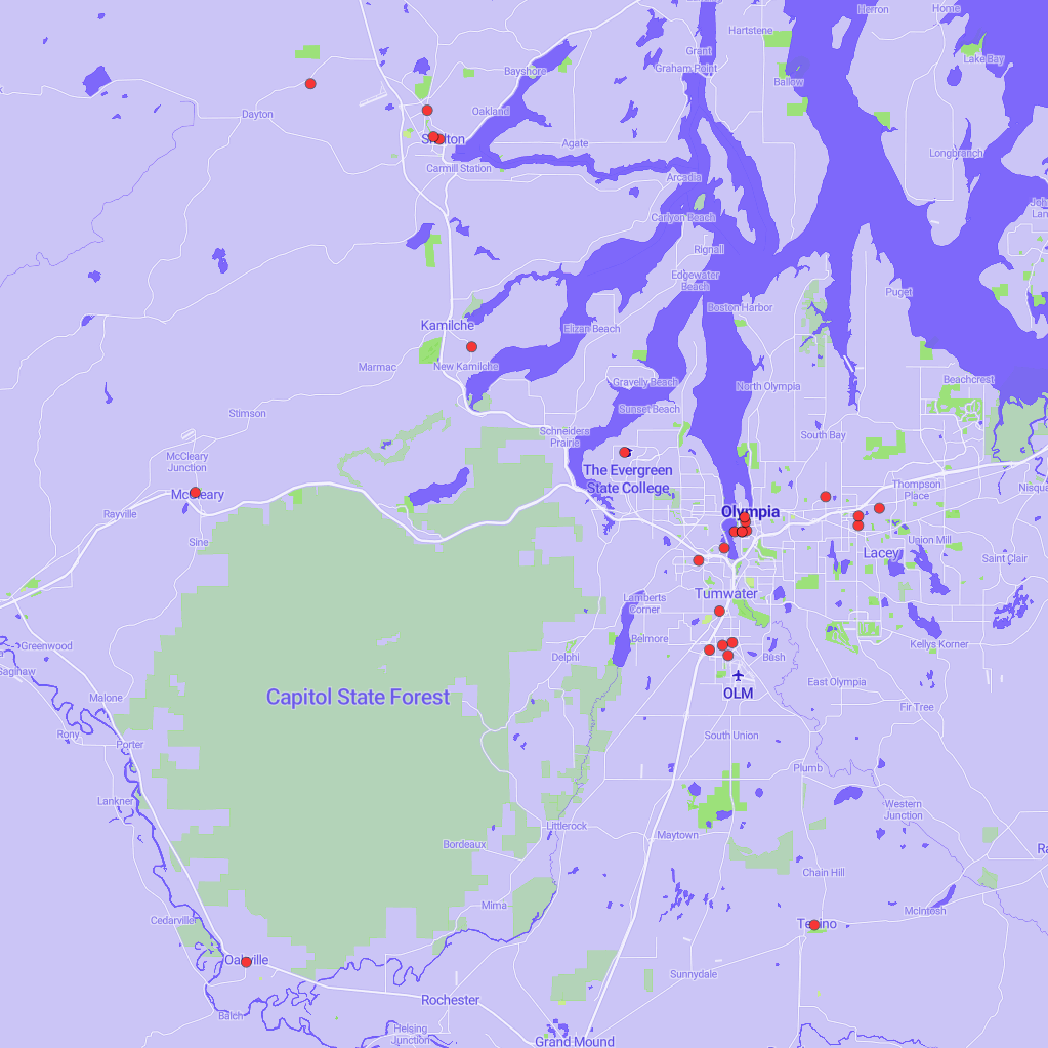 Herron
Home
Hartstene
Grant
Lake Bay
Graham Point
Bayshore
Ballow
Oakland
Dayton
Shelton
Agate
Longbranch
Carmill Station
Arcadia
Carlyon Beach
Rignall
Edgewater
Beach
Puget
Boston Harbor
Kamilche
Elizan Beach
Marmac
New Kamilche
Beachcrest
Gravelly Beach
North Olympia
Stimson
Sunset Beach
Schneiders
Prairie
South Bay
McCleary
Junction
The Evergreen
State College
Thompson
Place
McCleary
Rayville
Olympia
Sine
Union Mill
Lacey
Saint Clair
Tumwater
Lamberts
Corner
Belmore
Greenwood
Kellys Korner
Delphi
Bush
East Olympia
OLM
Capitol State Forest
Malone
Fir Tree
Rony
South Union
Porter
Plumb
Lankner
Western
Junction
Littlerock
Maytown
Bordeaux
Chain Hill
Mima
McIntosh
Cedarville
Tenino
Oakville
Sunnydale
Rochester
Balch
Helsing
Junction
Grand Mound